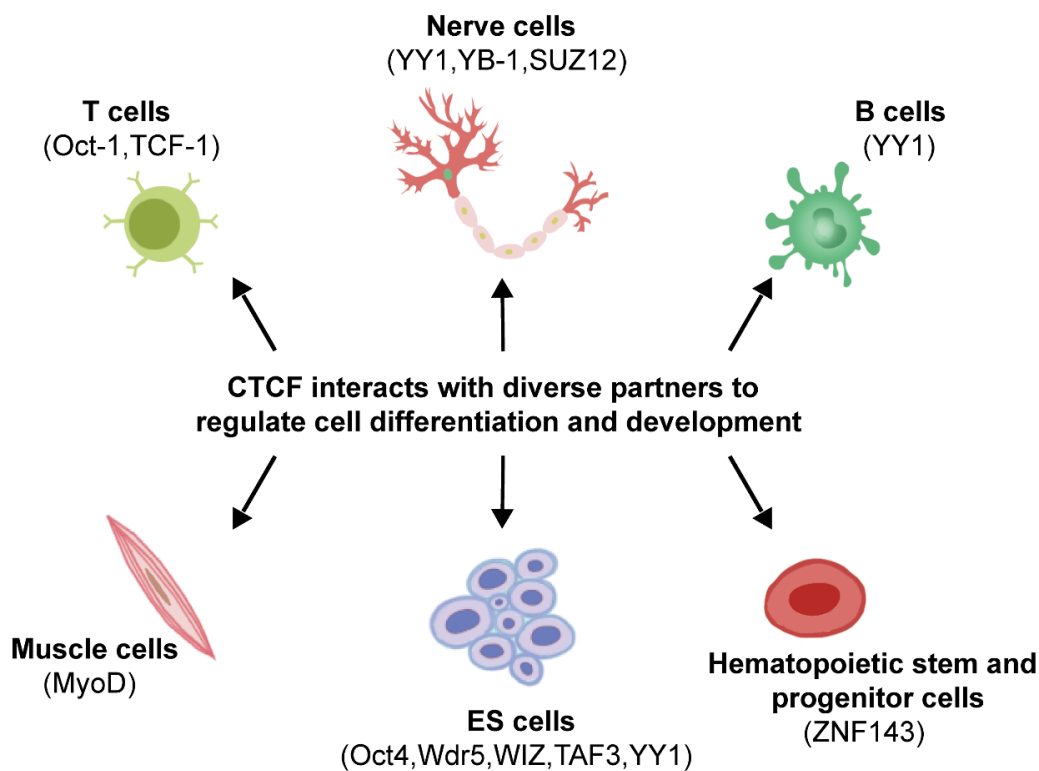 Nerve cells
(YY1,YB-1,SUZ12)
T cells
(Oct-1,TCF-1)
B cells
(YY1)
CTCF interacts with diverse partners to
regulate cell differentiation and development
Muscle cells
(MyoD)
ES cells
(Oct4,Wdr5,WIZ,TAF3,YY1)
Hematopoietic stem and
progenitor cells
(ZNF143)